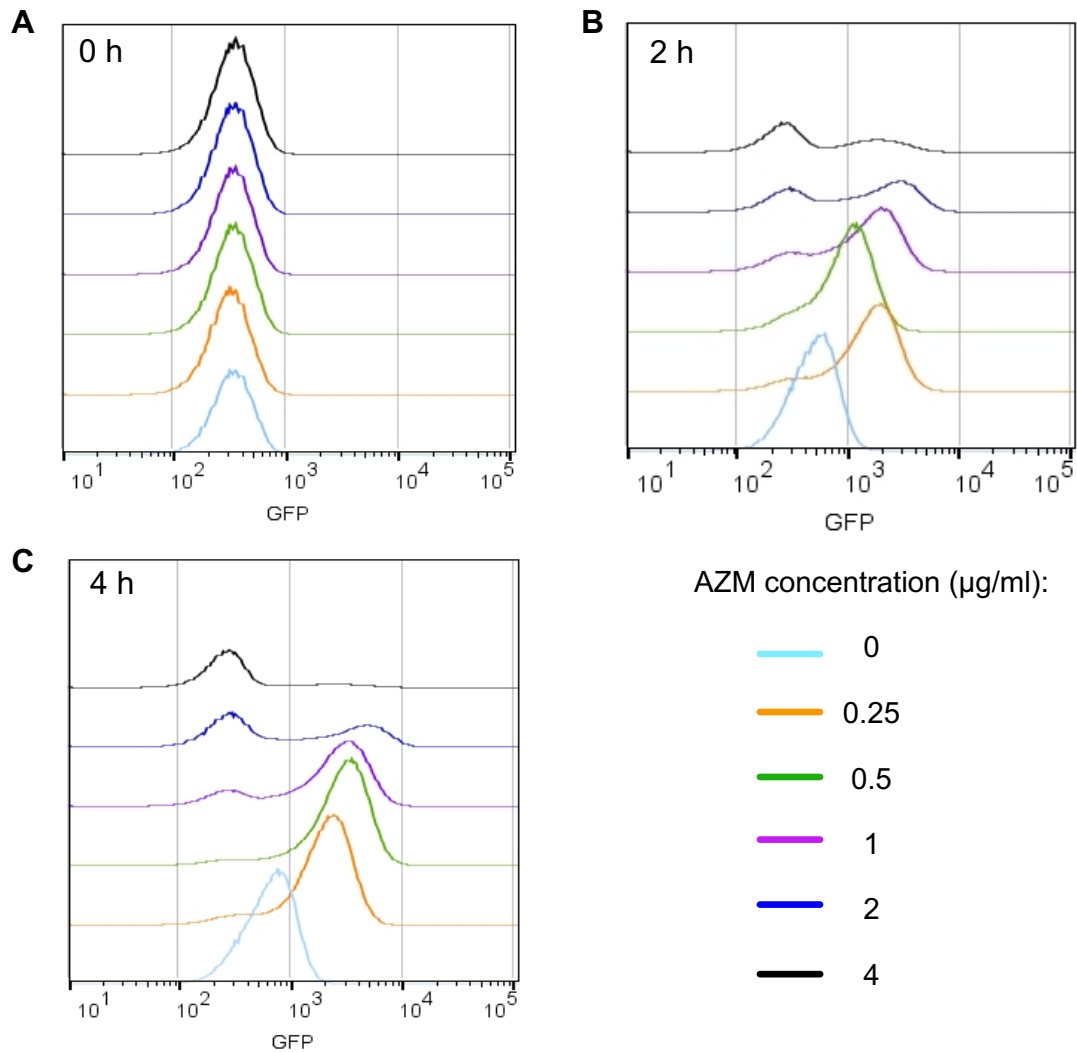 A
0 h
10¹ 10² 10³ 10⁴ 10⁵
GFP
B
2 h
10¹ 10² 10³ 10⁴ 10⁵
GFP
C
4 h
10¹ 10² 10³ 10⁴ 10⁵
GFP
AZM concentration (µg/ml):
0
0.25
0.5
1
2
4